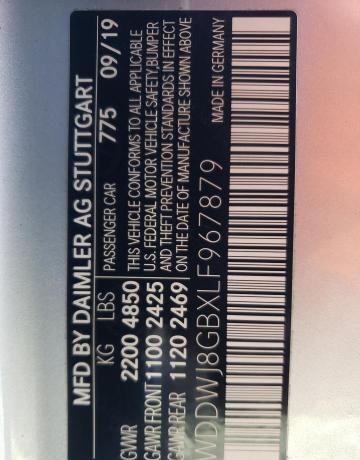 MFD BY DAIMLER AG STUTTGART
KG LBS PASSENGER CAR 775 09/19
GVWR 2200 4850 THIS VEHICLE CONFORMS TO ALL APPLICABLE
GAWR FRONT 1100 2425 U.S. FEDERAL MOTOR VEHICLE SAFETY, BUMPER
GAWR REAR 1120 2469 AND THEFT PREVENTION STANDARDS IN EFFECT
ON THE DATE OF MANUFACTURE SHOWN ABOVE
WDDWJ8GBXLF967879 MADE IN GERMANY